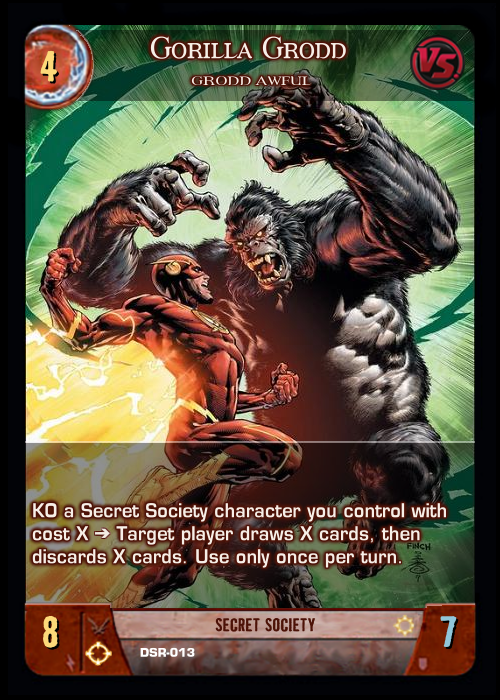 4
GORILLA GRODD
VS
GRODD AWFUL
KO a Secret Society character you control with
cost X ➔ Target player draws X cards, then
discards X cards. Use only once per turn.
FINCH
8
SECRET SOCIETY
7
DSR-013